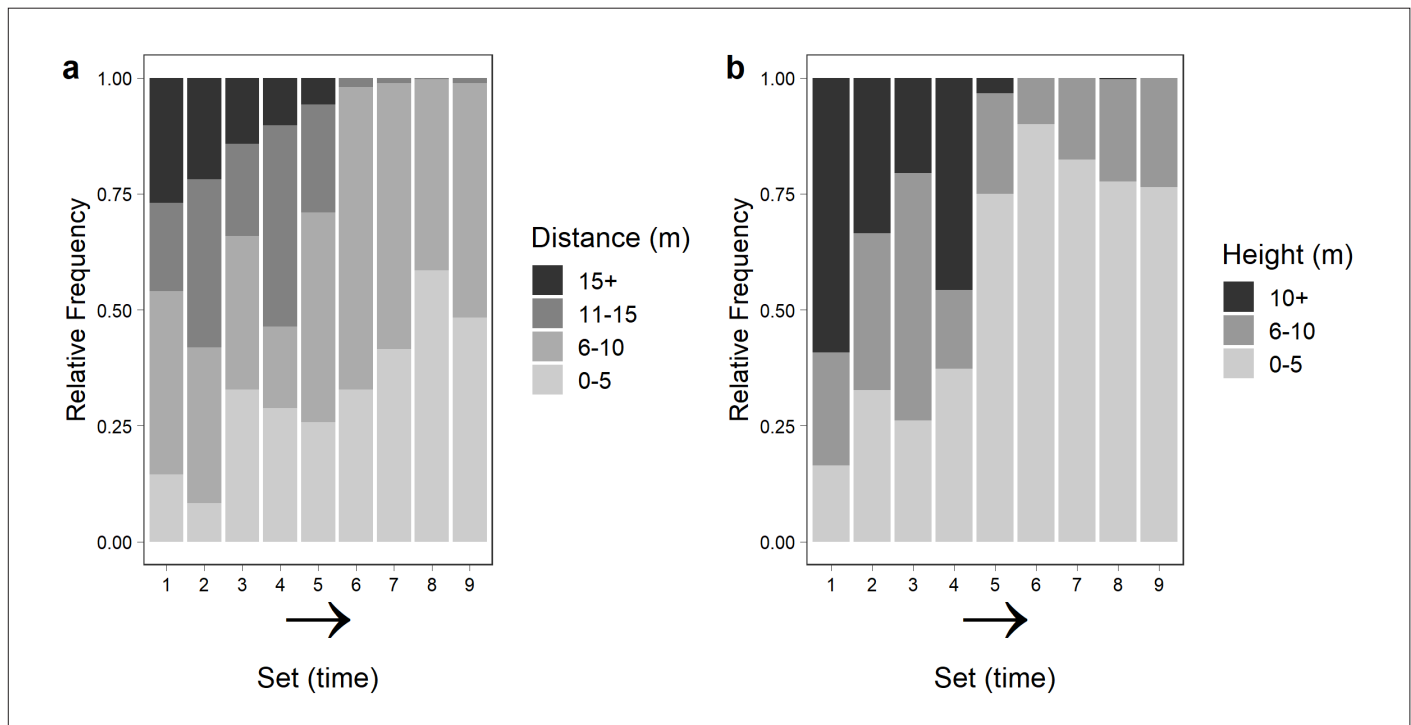 a
1.00
0.75
0.50
0.25
0.00
Relative Frequency
1 2 3 4 5 6 7 8 9
→
Set (time)
Distance (m)
15+
11-15
6-10
0-5
b
1.00
0.75
0.50
0.25
0.00
Relative Frequency
1 2 3 4 5 6 7 8 9
→
Set (time)
Height (m)
10+
6-10
0-5